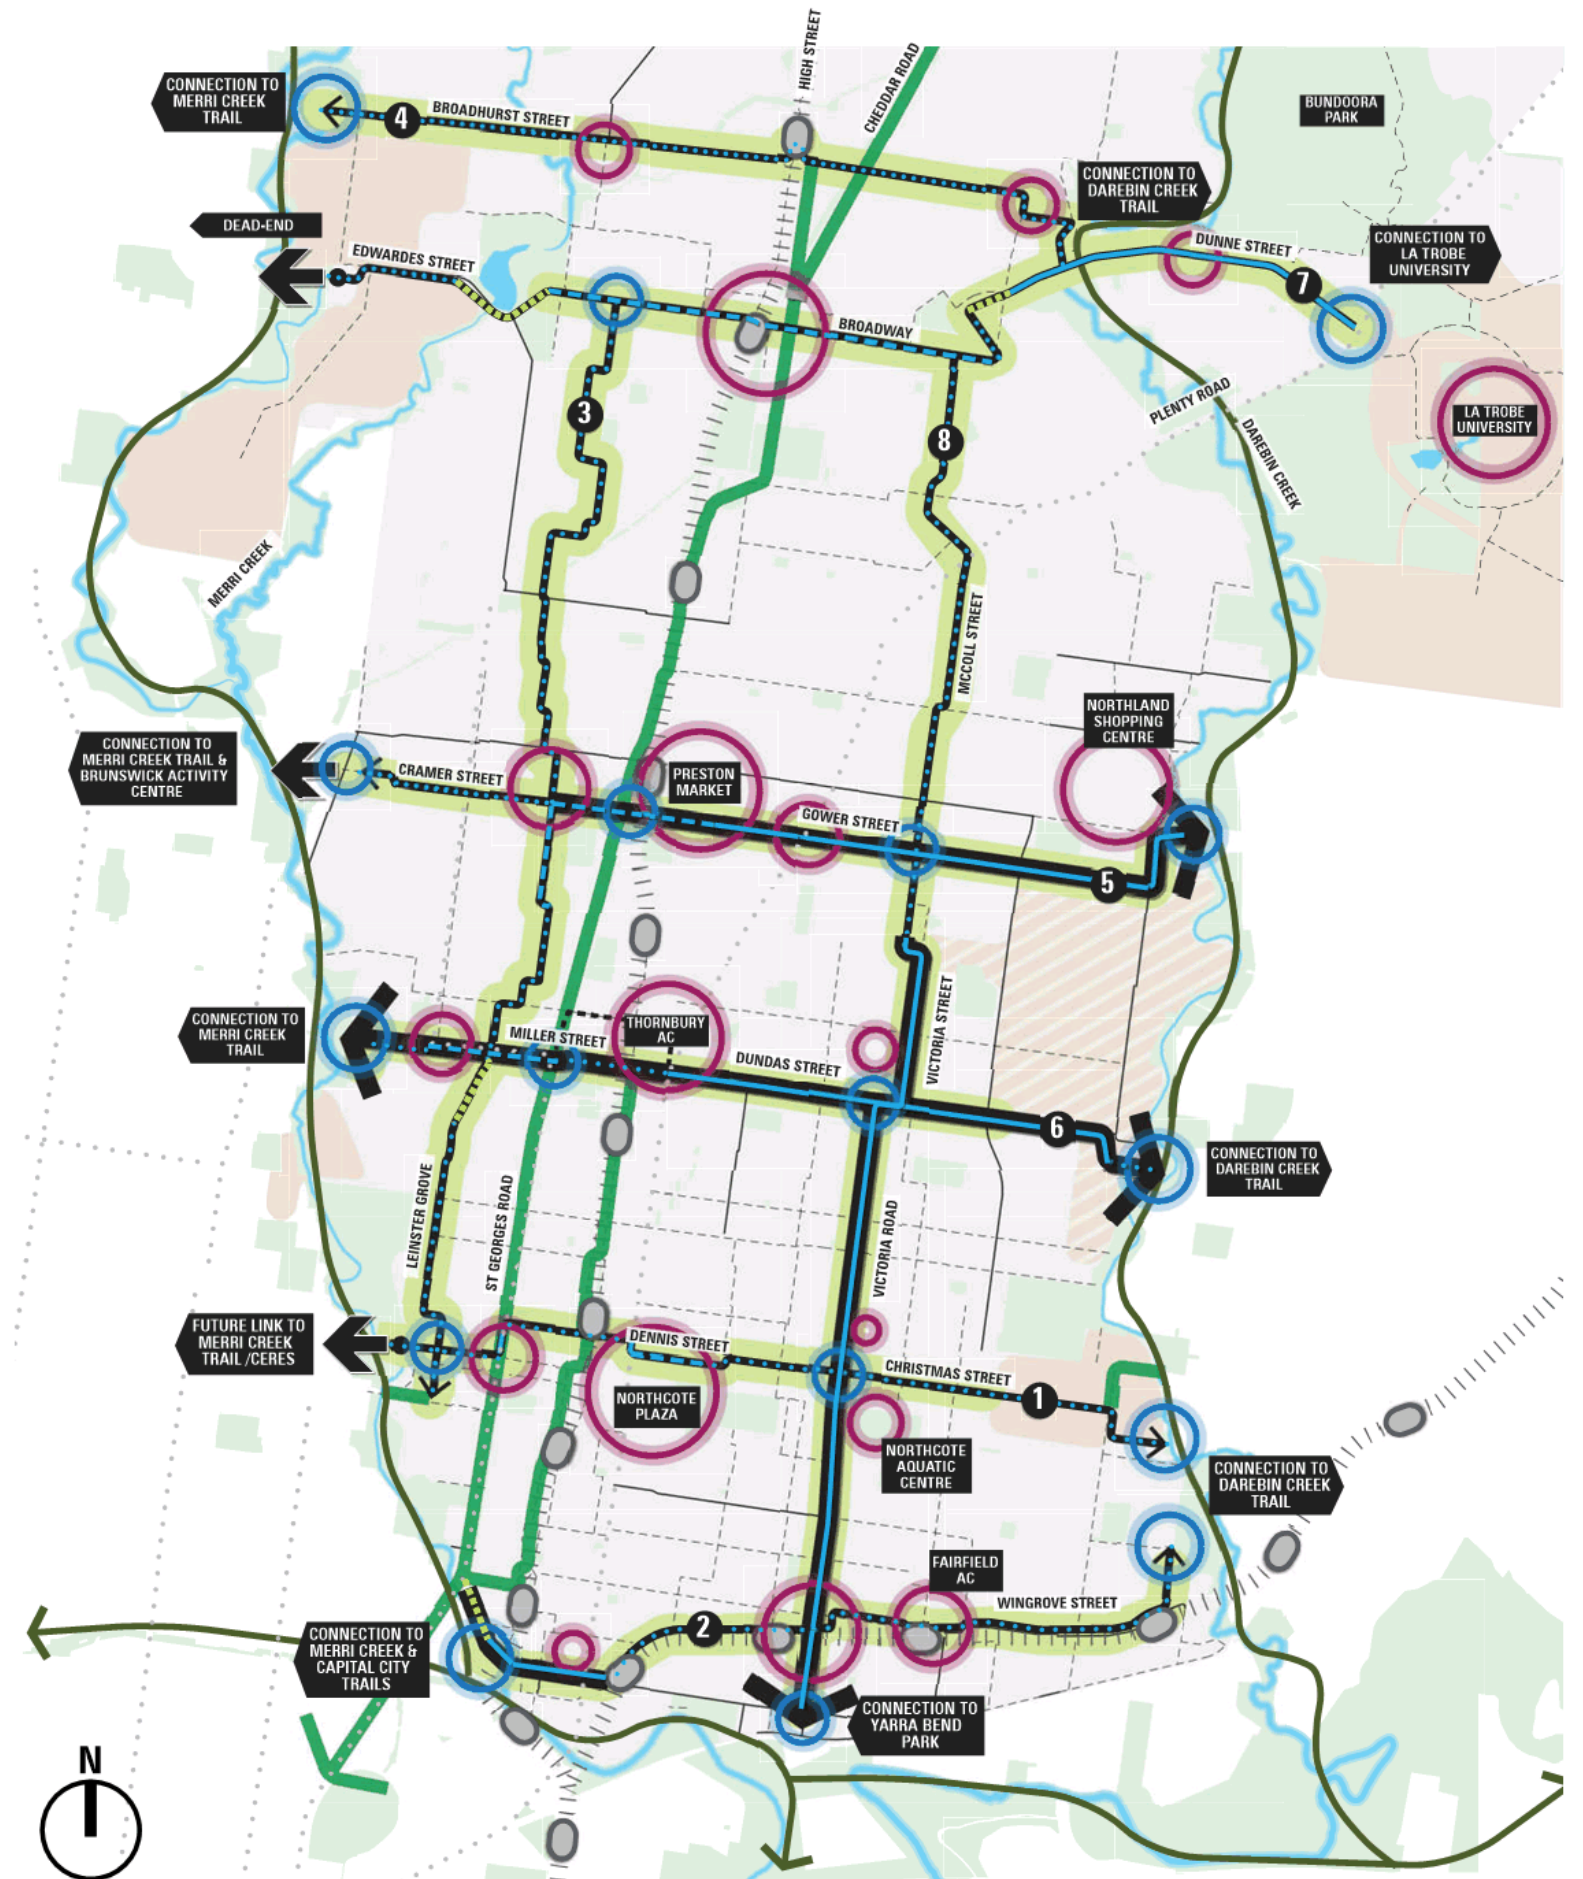 HIGH STREET
CHEDDAR ROAD
CONNECTION TO
MERRI CREEK
TRAIL
4
BROADHURST STREET
BUNDOORA
PARK
CONNECTION TO
DAREBIN CREEK
TRAIL
DEAD-END
EDWARDES STREET
DUNNE STREET
CONNECTION TO
LA TROBE
UNIVERSITY
7
BROADWAY
3
8
PLENTY ROAD
LA TROBE
UNIVERSITY
DAREBIN CREEK
MERRI CREEK
MCCOLL STREET
NORTHLAND
SHOPPING
CENTRE
CONNECTION TO
MERRI CREEK TRAIL &
BRUNSWICK ACTIVITY
CENTRE
CRAMER STREET
PRESTON
MARKET
GOWER STREET
5
CONNECTION TO
MERRI CREEK
TRAIL
MILLER STREET
THORNBURY
AC
DUNDAS STREET
VICTORIA STREET
6
CONNECTION TO
DAREBIN CREEK
TRAIL
LEINSTER GROVE
ST GEORGES ROAD
VICTORIA ROAD
FUTURE LINK TO
MERRI CREEK
TRAIL /CERES
DENNIS STREET
CHRISTMAS STREET
1
NORTHCOTE
PLAZA
NORTHCOTE
AQUATIC
CENTRE
CONNECTION TO
DAREBIN CREEK
TRAIL
FAIRFIELD
AC
WINGROVE STREET
2
CONNECTION TO
MERRI CREEK &
CAPITAL CITY
TRAILS
CONNECTION TO
YARRA BEND
PARK
N